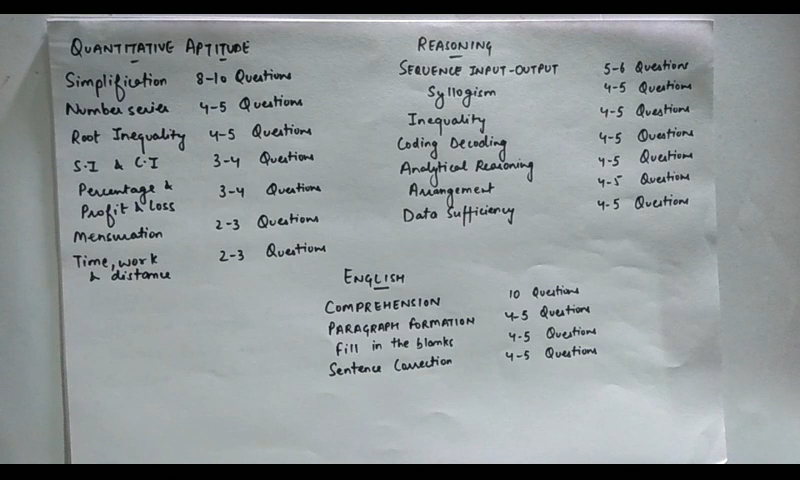 QUANTITATIVE APTITUDE
Simplification 8-10 Questions
Number series 4-5 Questions
Root Inequality 4-5 Questions
S.I & C.I 3-4 Questions
Percentage &
Profit & Loss 3-4 Questions
Mensuration 2-3 Questions
Time, work
& distance 2-3 Questions
REASONING
SEQUENCE INPUT-OUTPUT 5-6 Questions
Syllogism 4-5 Questions
Inequality 4-5 Questions
Coding Decoding 4-5 Questions
Analytical Reasoning 4-5 Questions
Arrangement 4-5 Questions
Data Sufficiency 4-5 Questions
ENGLISH
COMPREHENSION 10 Questions
PARAGRAPH FORMATION 4-5 Questions
Fill in the blanks 4-5 Questions
Sentence Correction 4-5 Questions